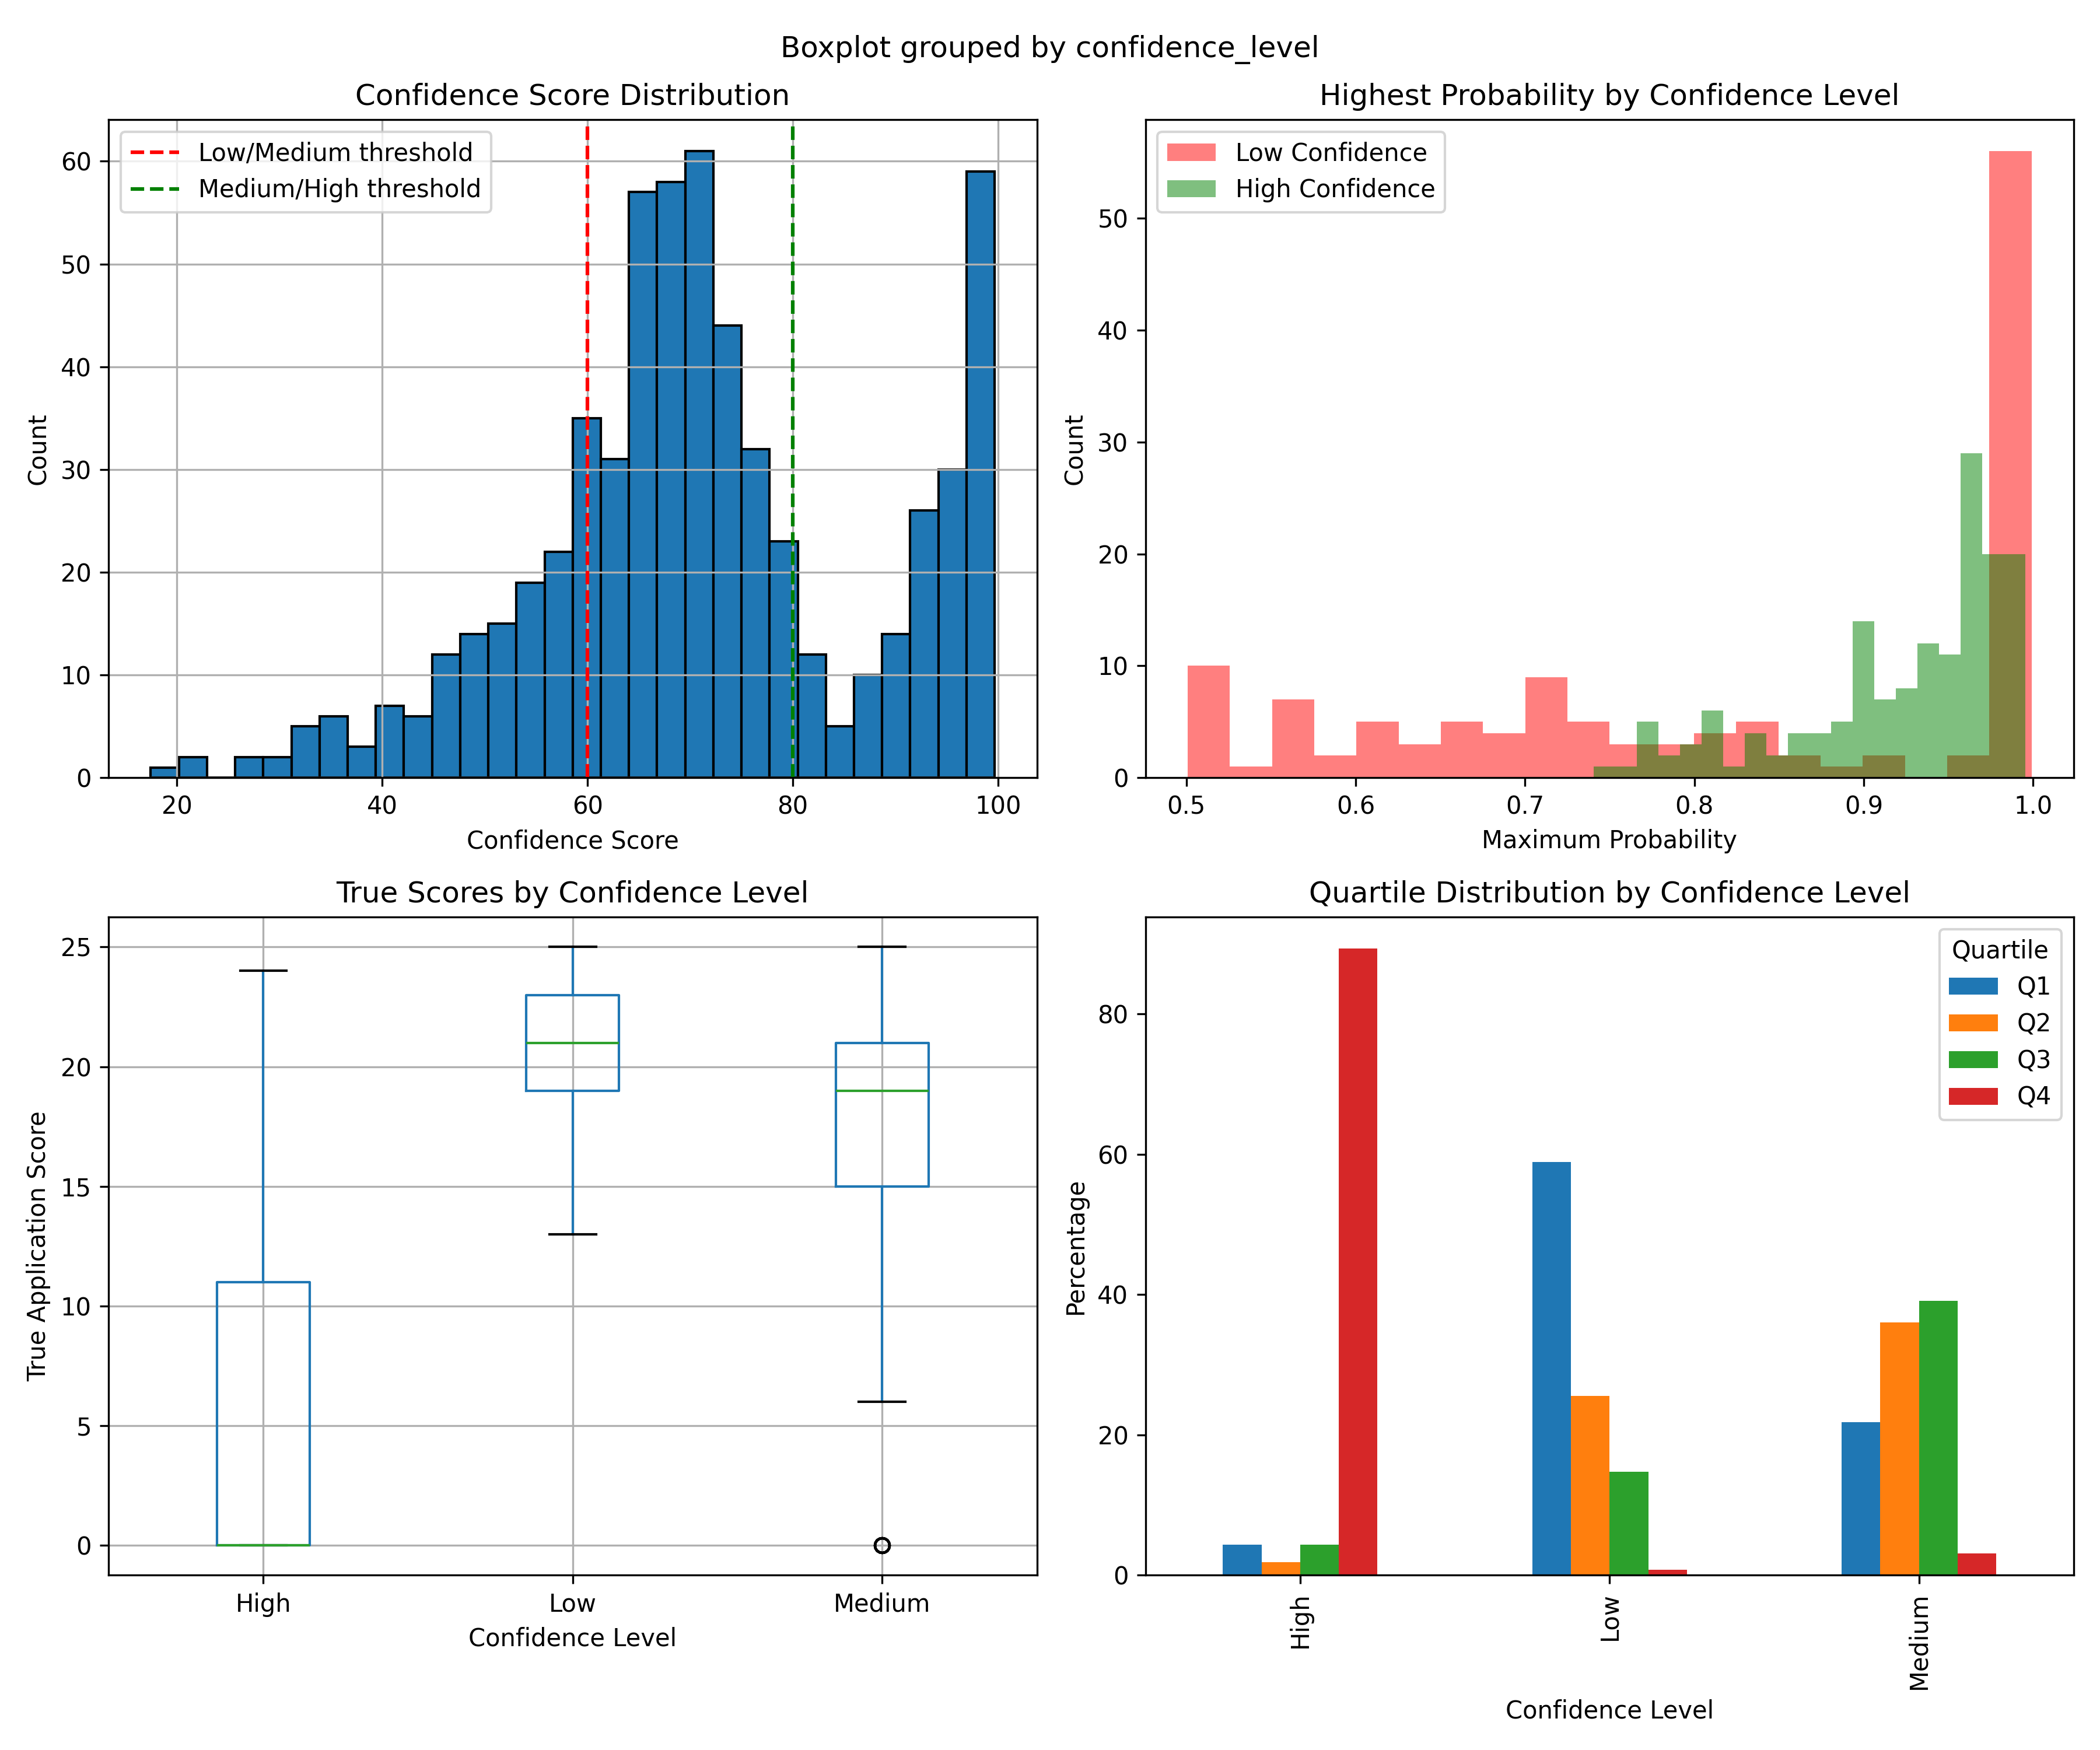 Boxplot grouped by confidence_level
Confidence Score Distribution
Low/Medium threshold
Medium/High threshold
60
50
40
30
20
10
0
Count
20 40 60 80 100
Confidence Score
Highest Probability by Confidence Level
Low Confidence
High Confidence
50
40
30
20
10
0
Count
0.5 0.6 0.7 0.8 0.9 1.0
Maximum Probability
True Scores by Confidence Level
25
20
15
10
5
0
True Application Score
High Low Medium
Confidence Level
Quartile Distribution by Confidence Level
Quartile
Q1
Q2
Q3
Q4
80
60
40
20
0
Percentage
High Low Medium
Confidence Level